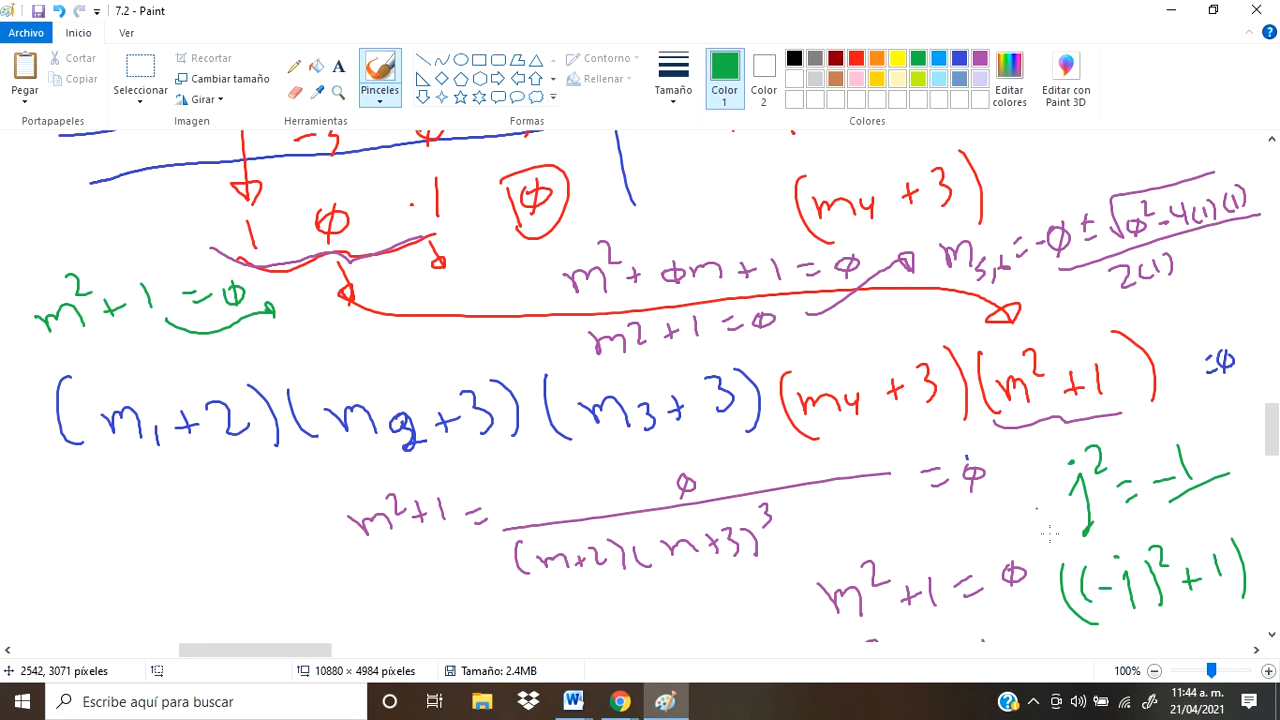 7.2 - Paint
Archivo Inicio Ver
Pegar
Cortar
Copiar
Portapapeles
Seleccionar
Recortar
Cambiar tamaño
Girar
Imagen
Herramientas
Pinceles
Formas
Contorno
Rellenar
Tamaño
Color 1
Color 2
Editar colores
Editar con Paint 3D
Colores
1 ϕ 1 ϕ
(m4 + 3)
m² + ϕm + 1 = ϕ
m5,6 = -ϕ ± √ϕ² - 4(1)(1)
2(1)
m² + 1 = ϕ
m² + 1 = ϕ
(m1 + 2)(m2 + 3)(m3 + 3)(m4 + 3)(m² + 1) = ϕ
j² = -1
m² + 1 = ϕ = ϕ
(m+2)(m+3)³
m² + 1 = ϕ
((-j)² + 1)
2542, 3071 píxeles
10880 × 4984 píxeles
Tamaño: 2.4MB
100%
Escribe aquí para buscar
11:44 a. m.
21/04/2021